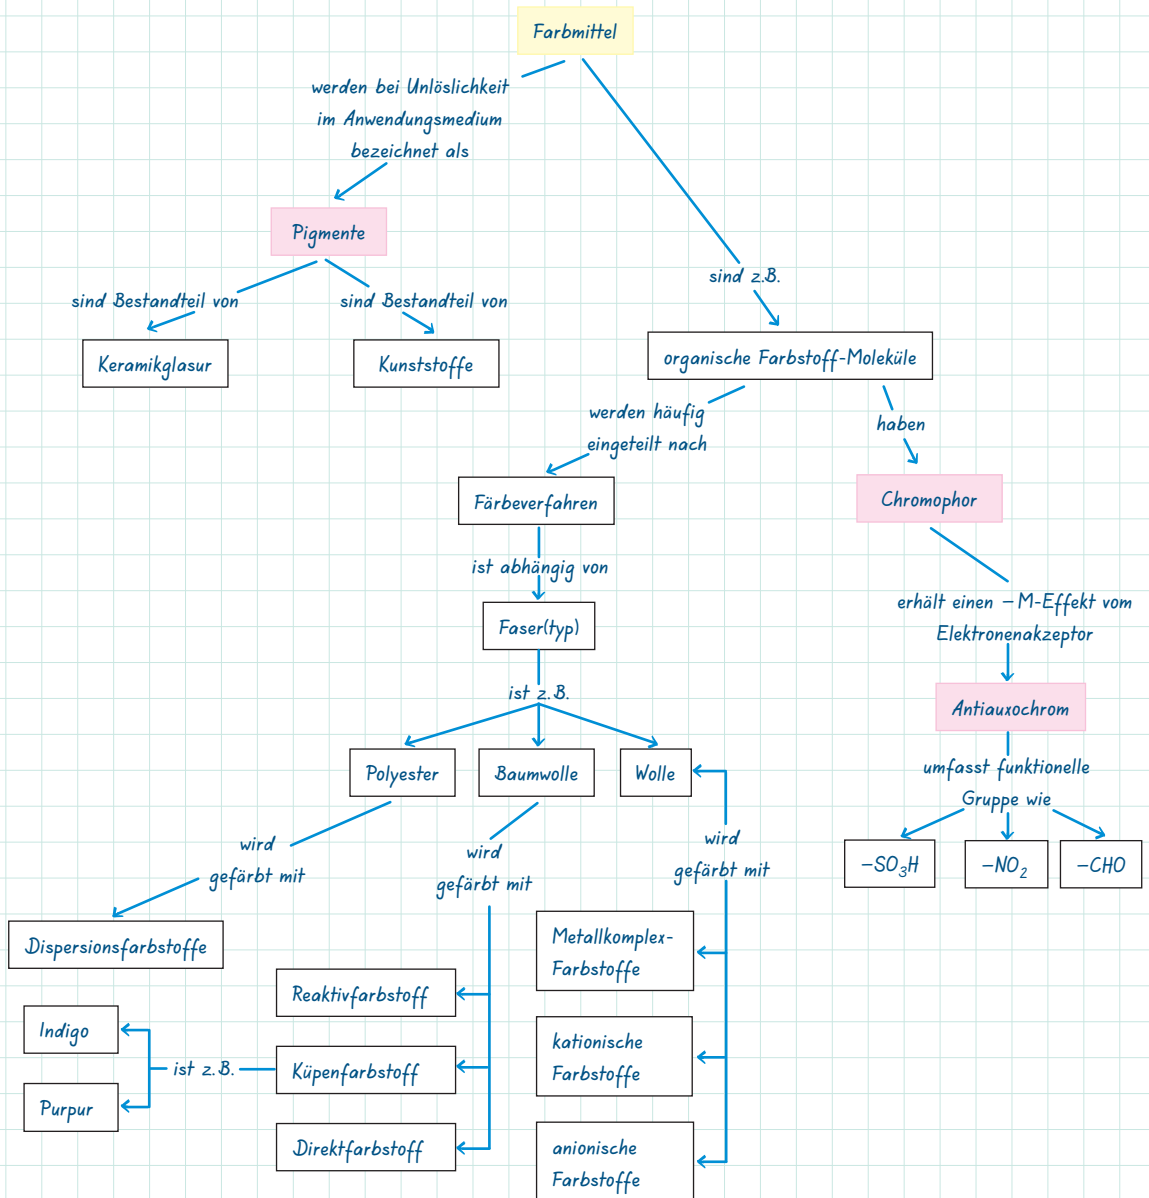 Farbmittel
werden bei Unlöslichkeit
im Anwendungsmedium
bezeichnet als
Pigmente
sind z.B.
sind Bestandteil von
sind Bestandteil von
Keramikglasur
Kunststoffe
organische Farbstoff-Moleküle
werden häufig
eingeteilt nach
haben
Färbeverfahren
Chromophor
ist abhängig von
erhält einen –M-Effekt vom
Elektronenakzeptor
Faser(typ)
ist z.B.
Antiauxochrom
umfasst funktionelle
Gruppe wie
Polyester
Baumwolle
Wolle
–SO₃H
–NO₂
–CHO
wird
gefärbt mit
wird
gefärbt mit
wird
gefärbt mit
Dispersionsfarbstoffe
Metallkomplex-
Farbstoffe
Reaktivfarbstoff
Indigo
kationische
Farbstoffe
ist z.B.
Küpenfarbstoff
Purpur
Direktfarbstoff
anionische
Farbstoffe